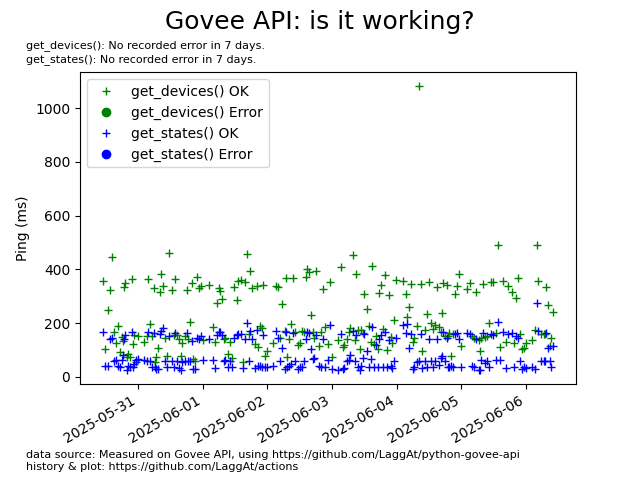 Govee API: is it working?
get_devices(): No recorded error in 7 days.
get_states(): No recorded error in 7 days.
get_devices() OK
get_devices() Error
get_states() OK
get_states() Error
Ping (ms)
1000
800
600
400
200
0
2025-05-31
2025-06-01
2025-06-02
2025-06-03
2025-06-04
2025-06-05
2025-06-06
data source: Measured on Govee API, using https://github.com/LaggAt/python-govee-api
history & plot: https://github.com/LaggAt/actions